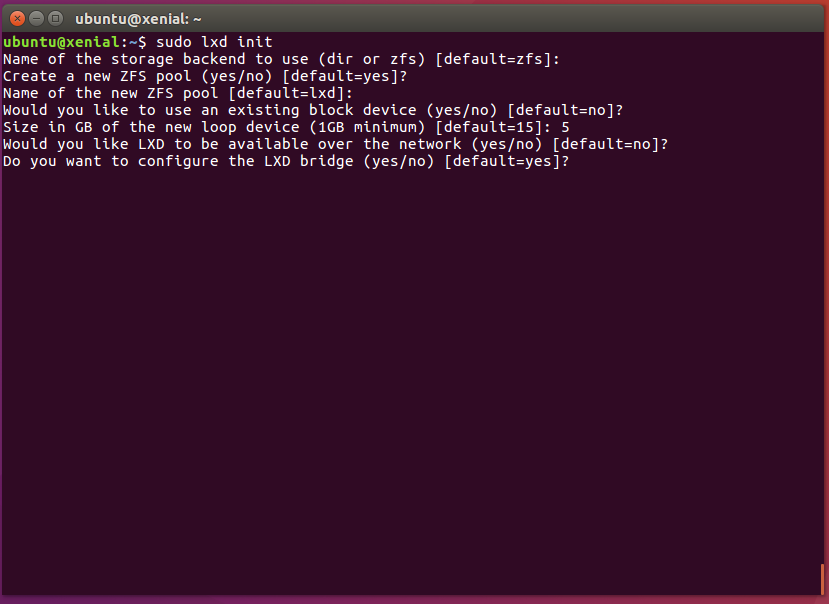 ubuntu@xenial: ~
ubuntu@xenial:~$ sudo lxd init
Name of the storage backend to use (dir or zfs) [default=zfs]:
Create a new ZFS pool (yes/no) [default=yes]?
Name of the new ZFS pool [default=lxd]:
Would you like to use an existing block device (yes/no) [default=no]?
Size in GB of the new loop device (1GB minimum) [default=15]: 5
Would you like LXD to be available over the network (yes/no) [default=no]?
Do you want to configure the LXD bridge (yes/no) [default=yes]?